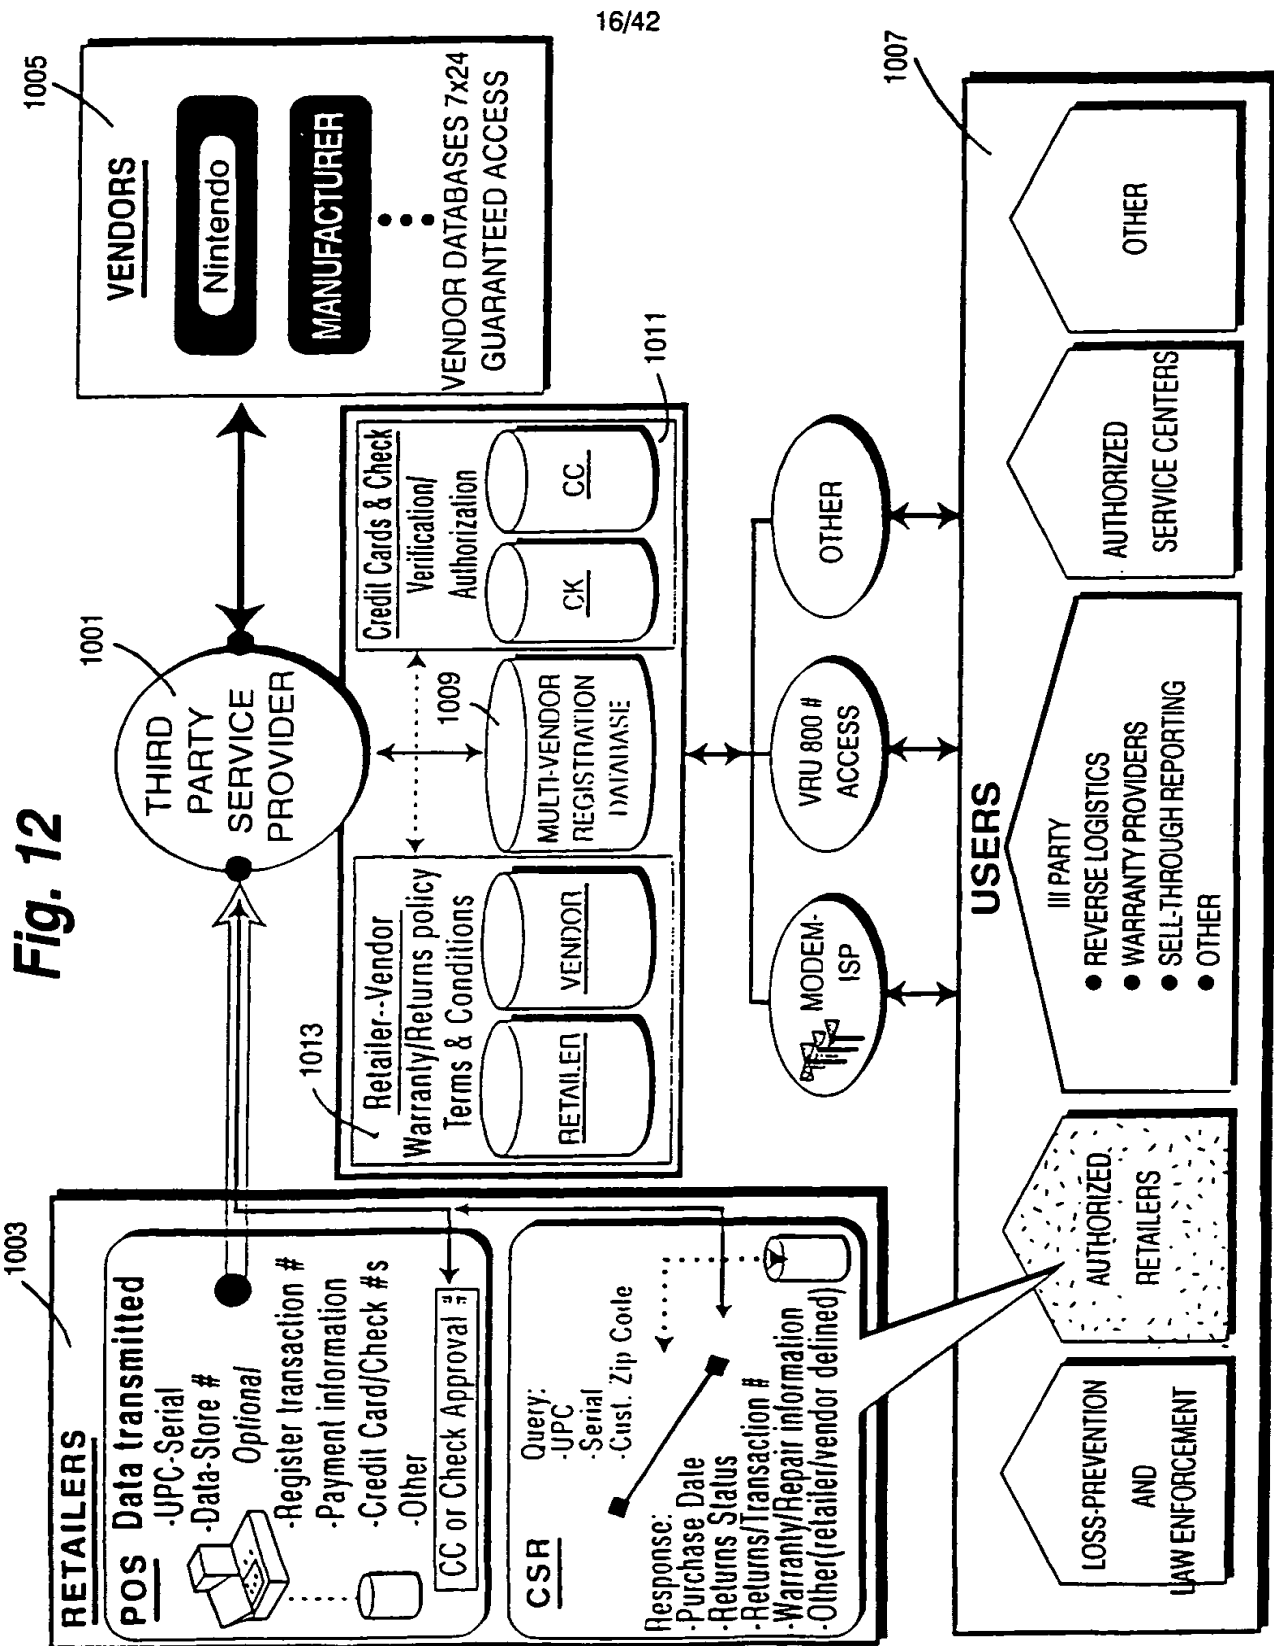 16/42
Fig. 12
1003
RETAILERS
POS Data transmitted
-UPC-Serial
-Data-Store #
Optional
-Register transaction #
-Payment information
-Credit Card/Check #s
-Other
CC or Check Approval #
CSR
Query:
-UPC
-Serial
-Cust. Zip Code
Response:
-Purchase Date
-Returns Status
-Returns/Transaction #
-Warranty/Repair information
-Other(retailer/vendor defined)
1001
THIRD
PARTY
SERVICE
PROVIDER
1005
VENDORS
Nintendo
MANUFACTURER
VENDOR DATABASES 7x24
GUARANTEED ACCESS
1013
Retailer--Vendor
Warranty/Returns policy
Terms & Conditions
RETAILER
VENDOR
1009
MULTI-VENDOR
REGISTRATION
DATABASE
Credit Cards & Check
Verification/
Authorization
CK
CC
1011
MODEM-
ISP
VRU 800 #
ACCESS
OTHER
1007
USERS
LOSS-PREVENTION
AND
LAW ENFORCEMENT
AUTHORIZED
RETAILERS
III PARTY
● REVERSE LOGISTICS
● WARRANTY PROVIDERS
● SELL-THROUGH REPORTING
● OTHER
AUTHORIZED
SERVICE CENTERS
OTHER